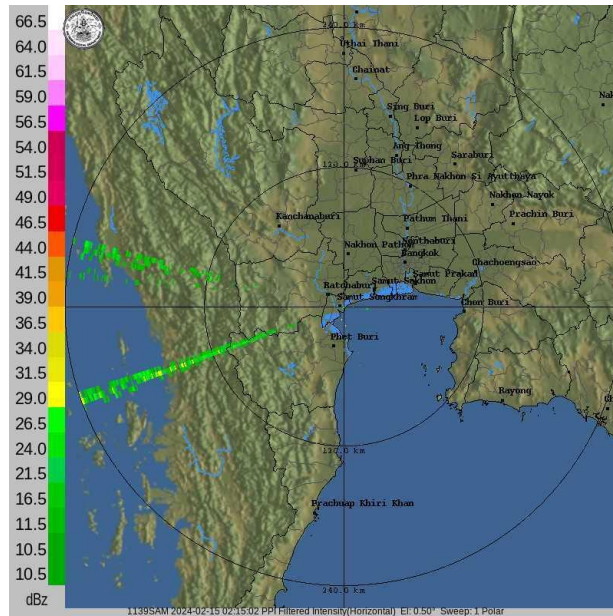 66.5
64.0
61.5
59.0
56.5
54.0
51.5
49.0
46.5
44.0
41.5
39.0
36.5
34.0
31.5
29.0
26.5
24.0
21.5
16.5
11.5
10.5
10.5
dBz
240.0 km
Uthai Thani
Chainat
Sing Buri
Lop Buri
Ang Thong
120.0 km
Suphan Buri
Saraburi
Phra Nakhon Si Ayutthaya
Nakhon Nayok
Kanchanaburi
Pathum Thani
Prachin Buri
Nonthaburi
Nakhon Pathom
Bangkok
Chachoengsao
Samut Prakan
Samut Sakhon
Ratchaburi
Samut Songkhram
Chon Buri
Phet Buri
Rayong
120.0 km
Prachuap Khiri Khan
240.0 km
1139SAM 2024-02-15 02:15:02 PPI Filtered Intensity(Horizontal) El: 0.50° Sweep: 1 Polar